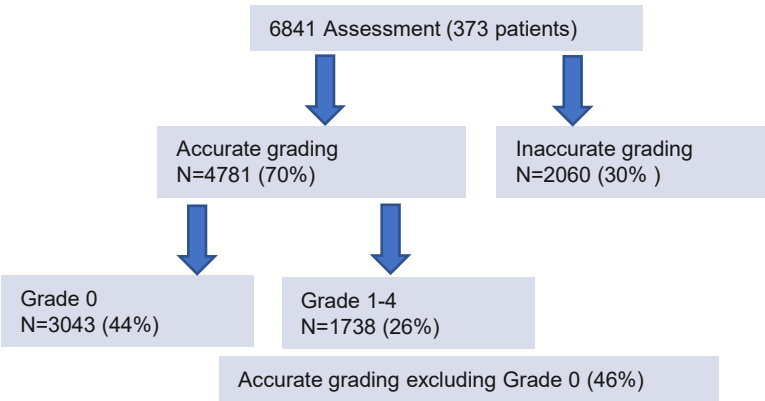 6841 Assessment (373 patients)
Accurate grading
N=4781 (70%)
Inaccurate grading
N=2060 (30% )
Grade 0
N=3043 (44%)
Grade 1-4
N=1738 (26%)
Accurate grading excluding Grade 0 (46%)